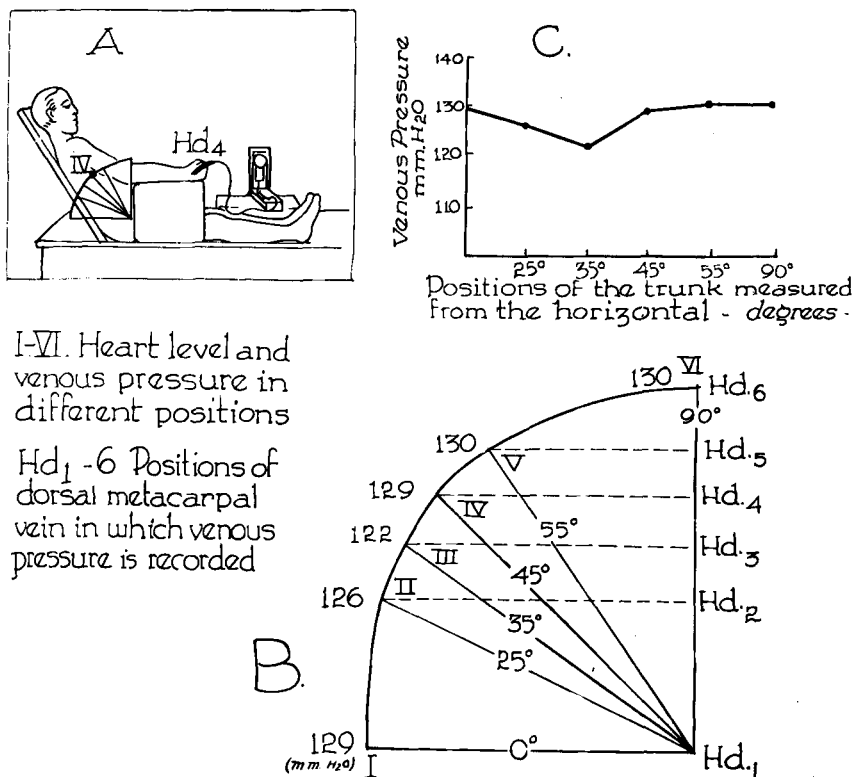 A
IV
Hd4
C.
Venous Pressure
mm. H2O
140
130
120
110
25° 35° 45° 55° 90°
Positions of the trunk measured
from the horizontal - degrees -
I-VI. Heart level and
venous pressure in
different positions
Hd1 -6 Positions of
dorsal metacarpal
vein in which venous
pressure is recorded
B.
130 VI Hd.6
90°
130 V Hd.5
129 IV Hd.4
55°
122 III Hd.3
45°
126 II Hd.2
35°
25°
129 0° Hd.1
(mm H2O) I